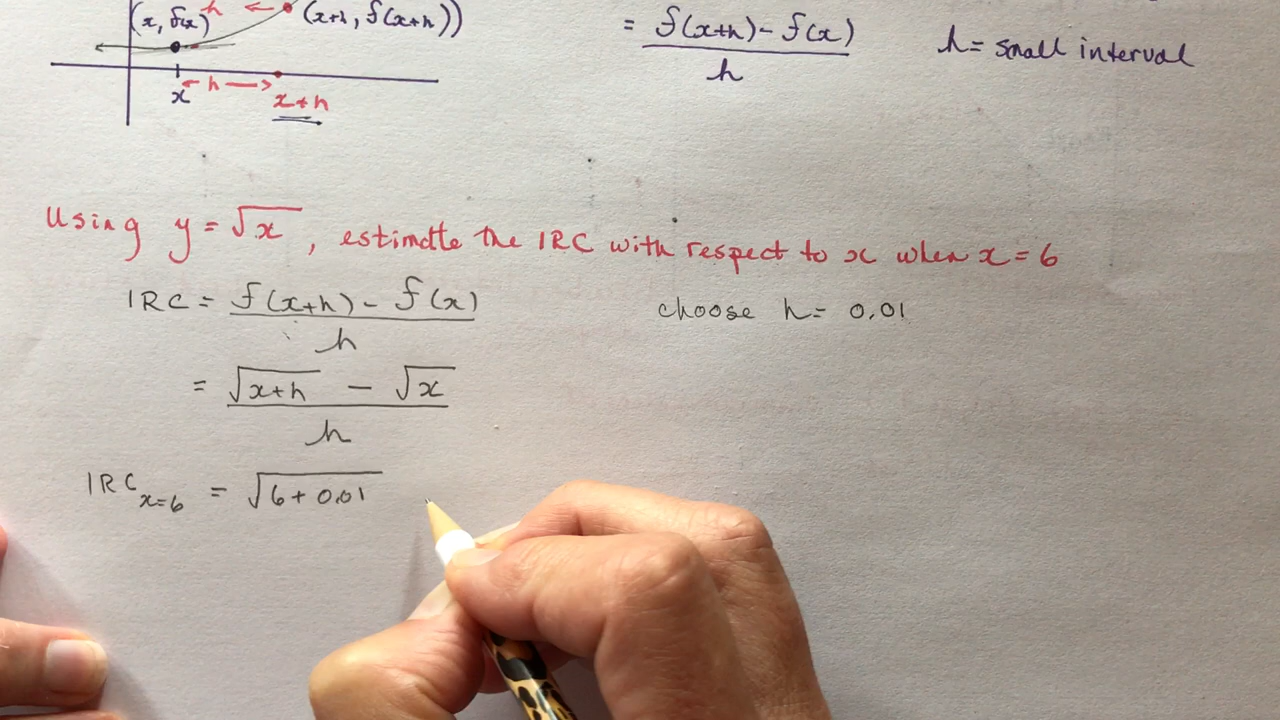 (x, f(x)) h ← (x+h, f(x+h))
= f(x+h) - f(x) / h
h = small interval
x ← h → x+h
Using y = √x, estimate the IRC with respect to x when x = 6
IRC = f(x+h) - f(x) / h
choose h = 0.01
= √x+h - √x / h
IRC x=6 = √6 + 0.01